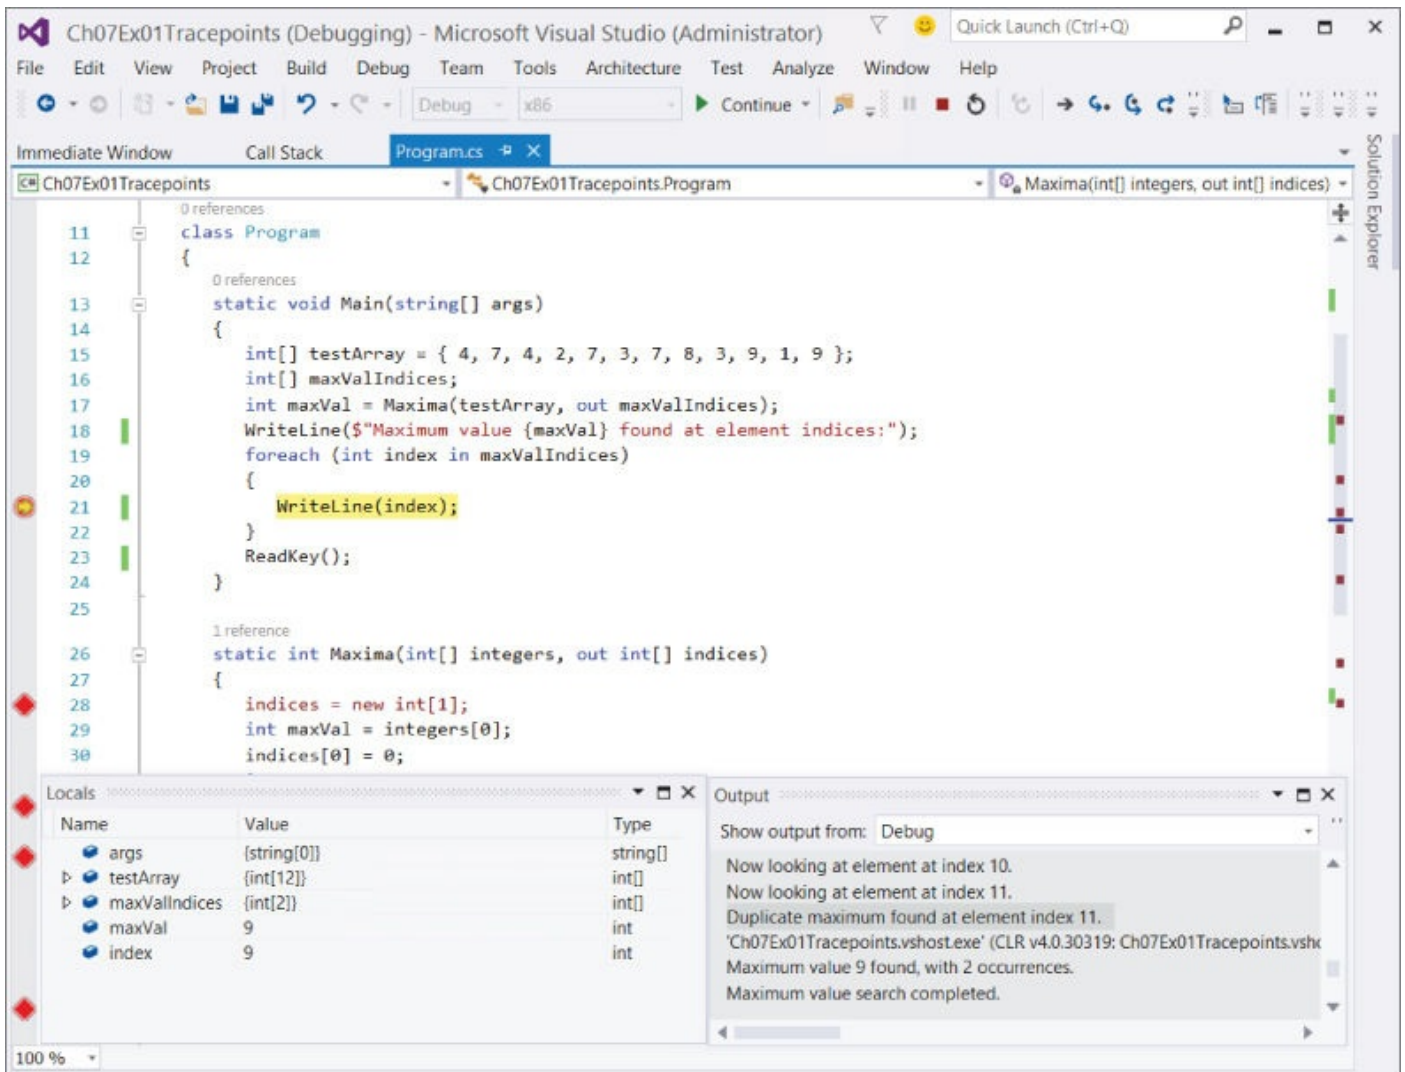 Ch07Ex01Tracepoints (Debugging) - Microsoft Visual Studio (Administrator)
Quick Launch (Ctrl+Q)
File Edit View Project Build Debug Team Tools Architecture Test Analyze Window Help
Debug x86 Continue
Immediate Window Call Stack Program.cs
Solution Explorer
C# Ch07Ex01Tracepoints Ch07Ex01Tracepoints.Program Maxima(int[] integers, out int[] indices)
0 references
11 class Program
12 {
0 references
13 static void Main(string[] args)
14 {
15 int[] testArray = { 4, 7, 4, 2, 7, 3, 7, 8, 3, 9, 1, 9 };
16 int[] maxValIndices;
17 int maxVal = Maxima(testArray, out maxValIndices);
18 WriteLine($"Maximum value {maxVal} found at element indices:");
19 foreach (int index in maxValIndices)
20 {
21 WriteLine(index);
22 }
23 ReadKey();
24 }
25
1 reference
26 static int Maxima(int[] integers, out int[] indices)
27 {
28 indices = new int[1];
29 int maxVal = integers[0];
30 indices[0] = 0;
Locals
Name Value Type
args {string[0]} string[]
testArray {int[12]} int[]
maxValIndices {int[2]} int[]
maxVal 9 int
index 9 int
Output
Show output from: Debug
Now looking at element at index 10.
Now looking at element at index 11.
Duplicate maximum found at element index 11.
'Ch07Ex01Tracepoints.vshost.exe' (CLR v4.0.30319: Ch07Ex01Tracepoints.vsho
Maximum value 9 found, with 2 occurrences.
Maximum value search completed.
100 %